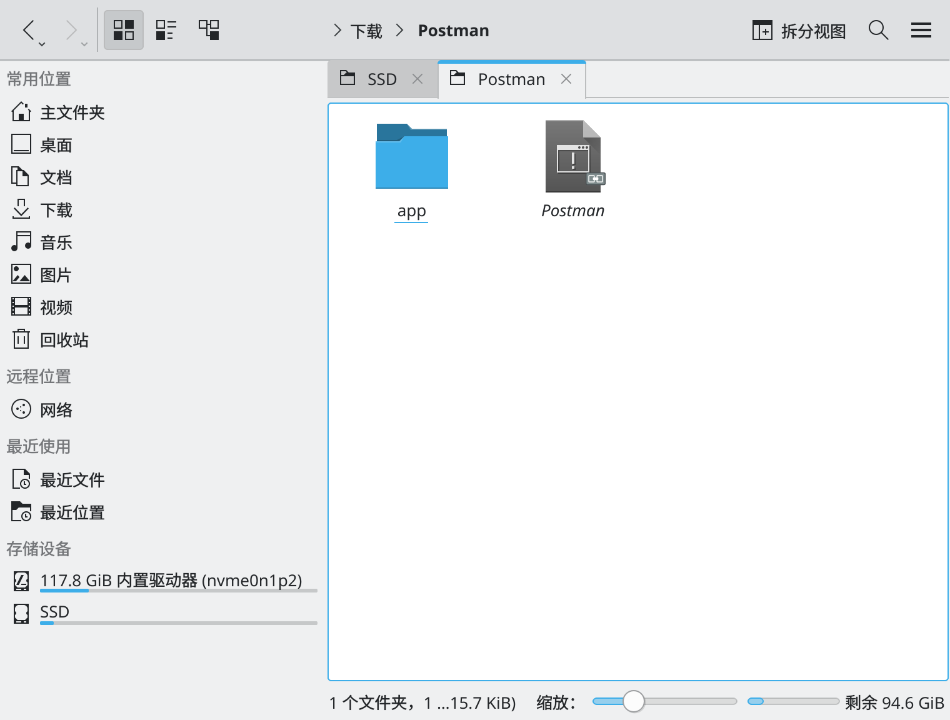 下载 Postman 拆分视图
常用位置
主文件夹
桌面
文档
下载
音乐
图片
视频
回收站
远程位置
网络
最近使用
最近文件
最近位置
存储设备
117.8 GiB 内置驱动器 (nvme0n1p2)
SSD
SSD Postman
app Postman
1 个文件夹，1 ...15.7 KiB) 缩放： 剩余 94.6 GiB